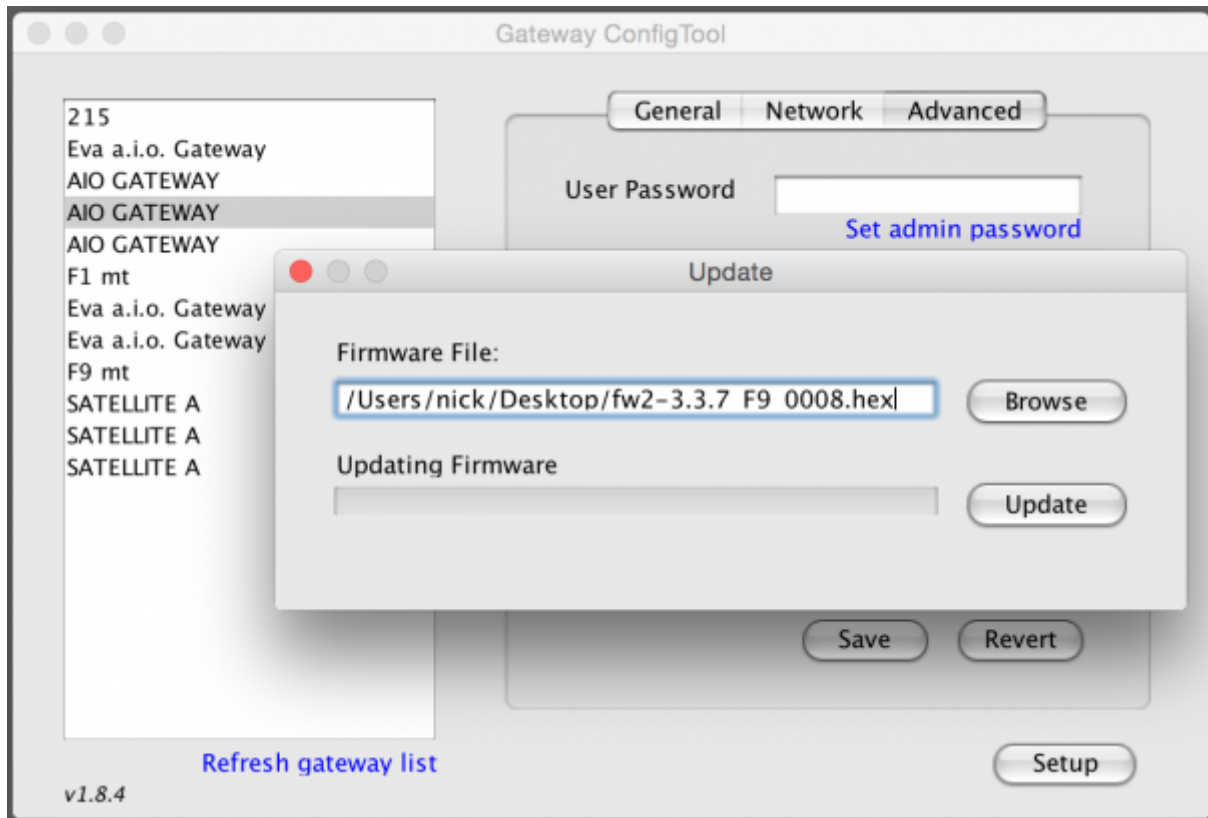 Gateway ConfigTool
215
Eva a.i.o. Gateway
AIO GATEWAY
AIO GATEWAY
AIO GATEWAY
F1 mt
Eva a.i.o. Gateway
Eva a.i.o. Gateway
F9 mt
SATELLITE A
SATELLITE A
SATELLITE A
Refresh gateway list
v1.8.4
General Network Advanced
User Password
Set admin password
Update
Firmware File:
/Users/nick/Desktop/fw2-3.3.7_F9_0008.hex Browse
Updating Firmware
Update
Save Revert
Setup